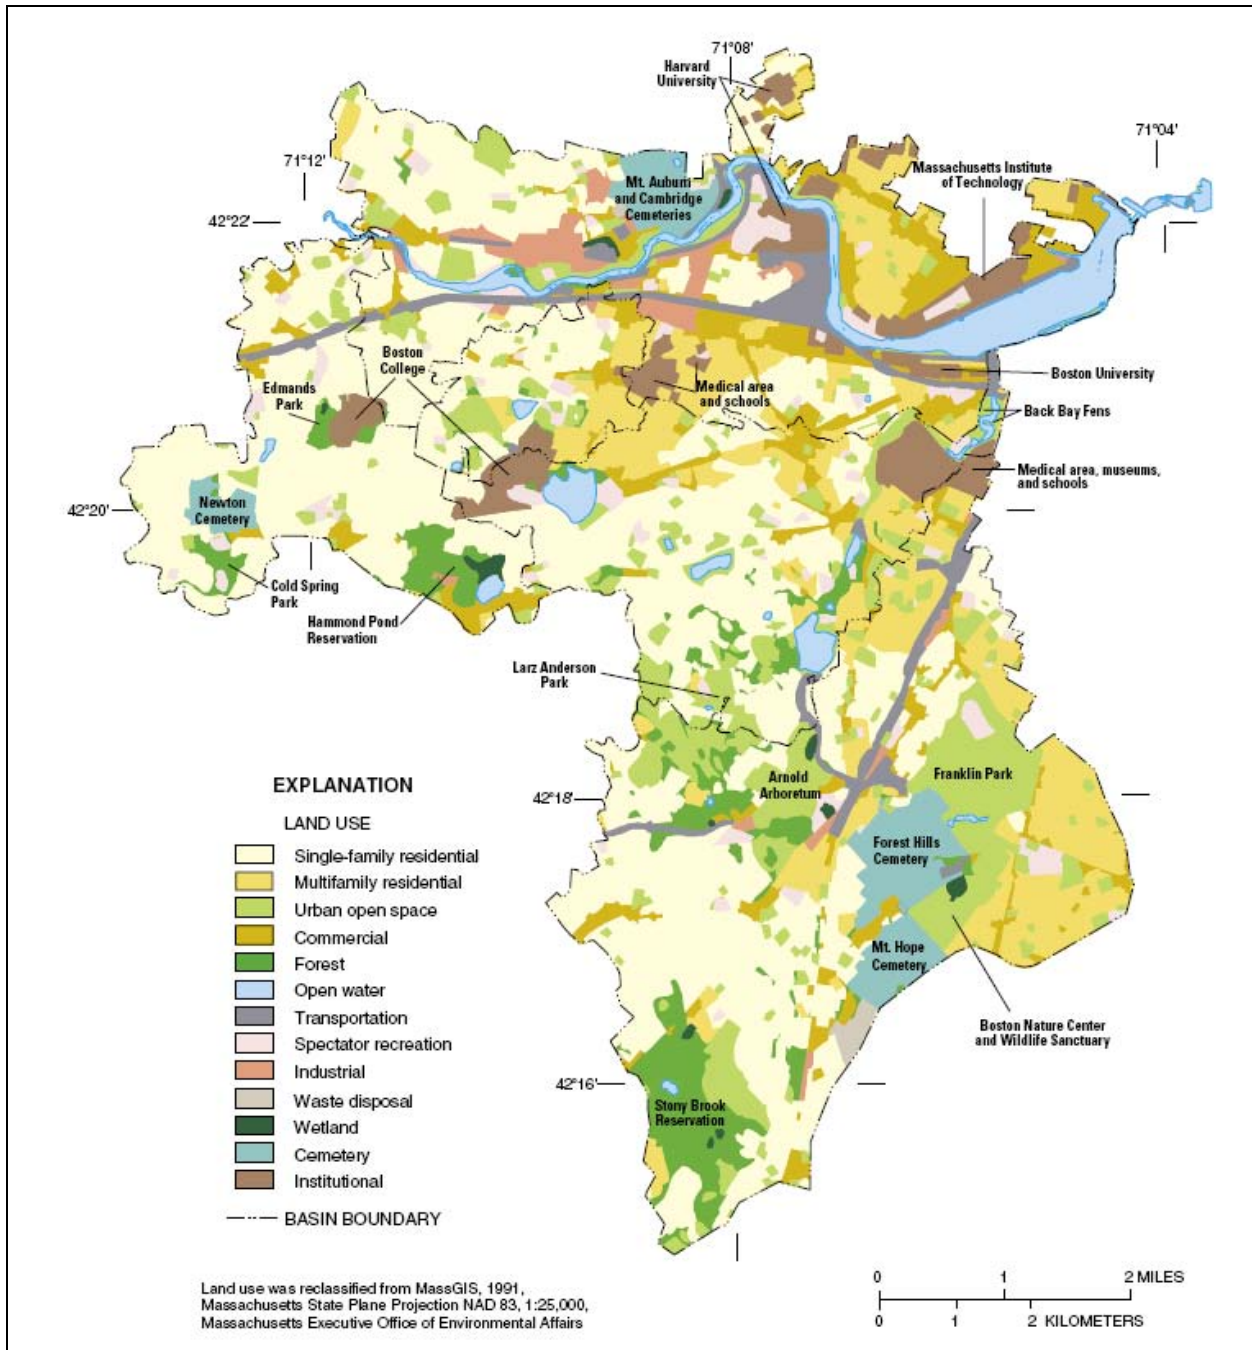 71°08'
Harvard
University
71°04'
71°12'
Massachusetts Institute
of Technology
Mt. Auburn
and Cambridge
Cemeteries
42°22'
Boston
College
Edmands
Park
Medical area
and schools
Boston University
Back Bay Fens
Medical area, museums,
and schools
Newton
Cemetery
42°20'
Cold Spring
Park
Hammond Pond
Reservation
Larz Anderson
Park
Arnold
Arboretum
Franklin Park
42°18'
Forest Hills
Cemetery
Mt. Hope
Cemetery
Boston Nature Center
and Wildlife Sanctuary
42°16'
Stony Brook
Reservation
EXPLANATION
LAND USE
Single-family residential
Multifamily residential
Urban open space
Commercial
Forest
Open water
Transportation
Spectator recreation
Industrial
Waste disposal
Wetland
Cemetery
Institutional
BASIN BOUNDARY
Land use was reclassified from MassGIS, 1991,
Massachusetts State Plane Projection NAD 83, 1:25,000,
Massachusetts Executive Office of Environmental Affairs
0 1 2 MILES
0 1 2 KILOMETERS